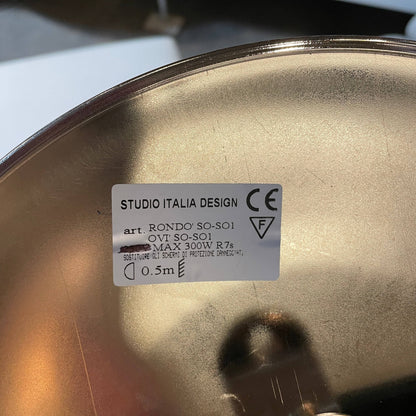 STUDIO ITALIA DESIGN CE
art. RONDO' SO-SO1
OVI' SO-SO1
MAX 300W R7s
F
SOSTITUIRE GLI SCHERMI DI PROTEZIONE DANNEGGIATI.
0.5m